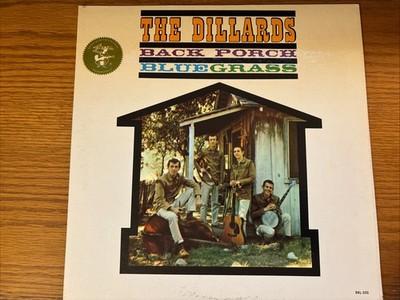 THE DILLARDS
BACK PORCH
BLUEGRASS